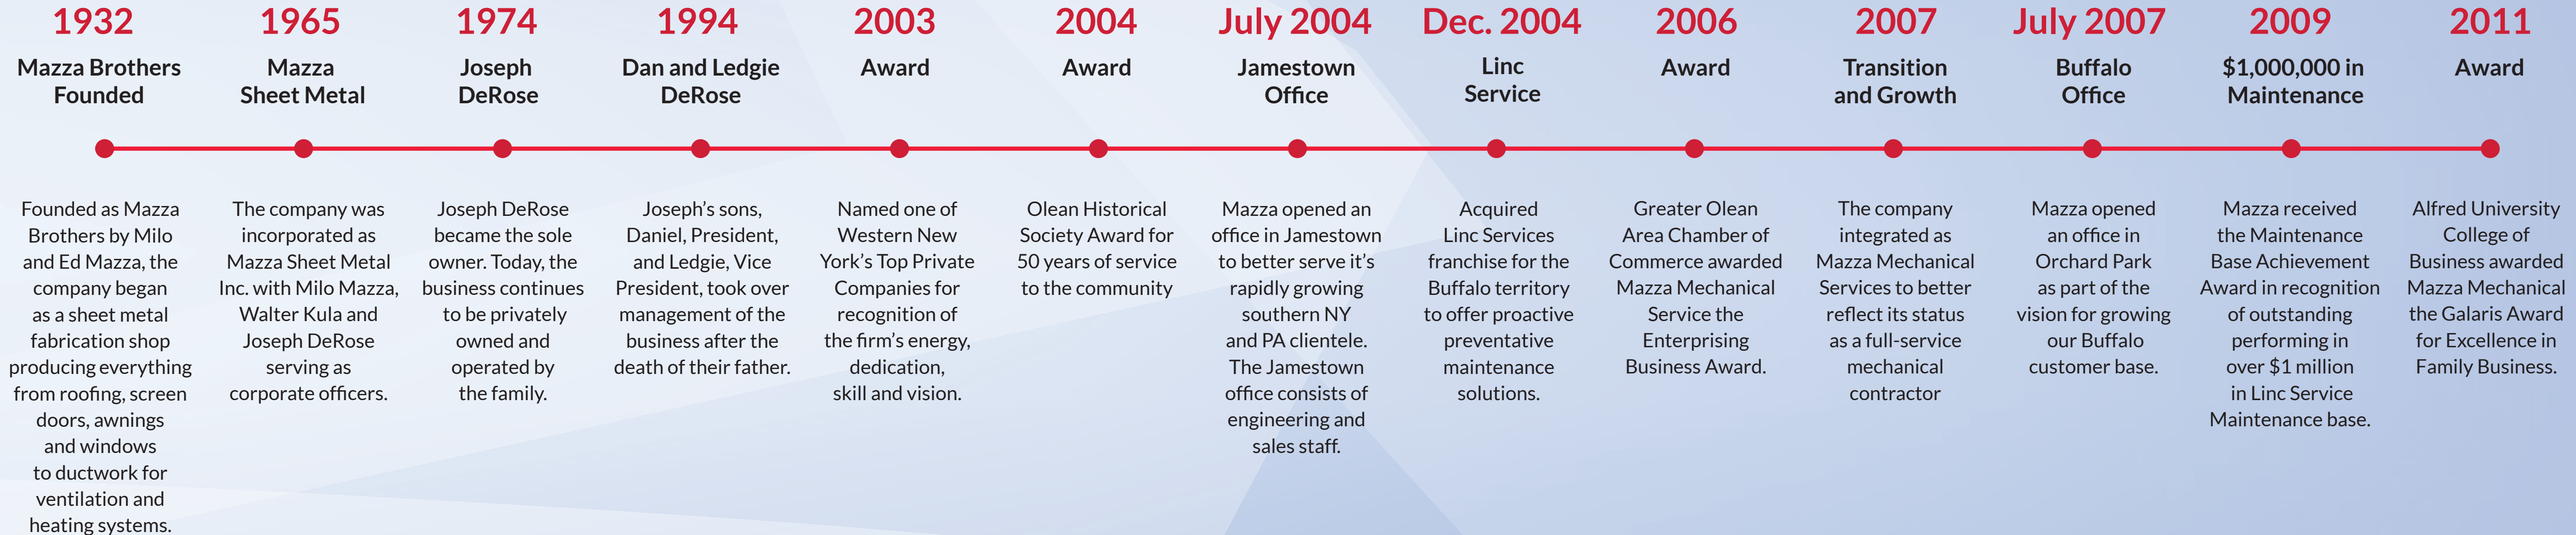 1932
Mazza Brothers
Founded
Founded as Mazza
Brothers by Milo
and Ed Mazza, the
company began
as a sheet metal
fabrication shop
producing everything
from roofing, screen
doors, awnings
and windows
to ductwork for
ventilation and
heating systems.
1965
Mazza
Sheet Metal
The company was
incorporated as
Mazza Sheet Metal
Inc. with Milo Mazza,
Walter Kula and
Joseph DeRose
serving as
corporate officers.
1974
Joseph
DeRose
Joseph DeRose
became the sole
owner. Today, the
business continues
to be privately
owned and
operated by
the family.
1994
Dan and Ledgie
DeRose
Joseph's sons,
Daniel, President,
and Ledgie, Vice
President, took over
management of the
business after the
death of their father.
2003
Award
Named one of
Western New
York's Top Private
Companies for
recognition of
the firm's energy,
dedication,
skill and vision.
2004
Award
Olean Historical
Society Award for
50 years of service
to the community
July 2004
Jamestown
Office
Mazza opened an
office in Jamestown
to better serve it's
rapidly growing
southern NY
and PA clientele.
The Jamestown
office consists of
engineering and
sales staff.
Dec. 2004
Linc
Service
Acquired
Linc Services
franchise for the
Buffalo territory
to offer proactive
preventative
maintenance
solutions.
2006
Award
Greater Olean
Area Chamber of
Commerce awarded
Mazza Mechanical
Service the
Enterprising
Business Award.
2007
Transition
and Growth
The company
integrated as
Mazza Mechanical
Services to better
reflect its status
as a full-service
mechanical
contractor
July 2007
Buffalo
Office
Mazza opened
an office in
Orchard Park
as part of the
vision for growing
our Buffalo
customer base.
2009
$1,000,000 in
Maintenance
Mazza received
the Maintenance
Base Achievement
Award in recognition
of outstanding
performing in
over $1 million
in Linc Service
Maintenance base.
2011
Award
Alfred University
College of
Business awarded
Mazza Mechanical
the Galaris Award
for Excellence in
Family Business.